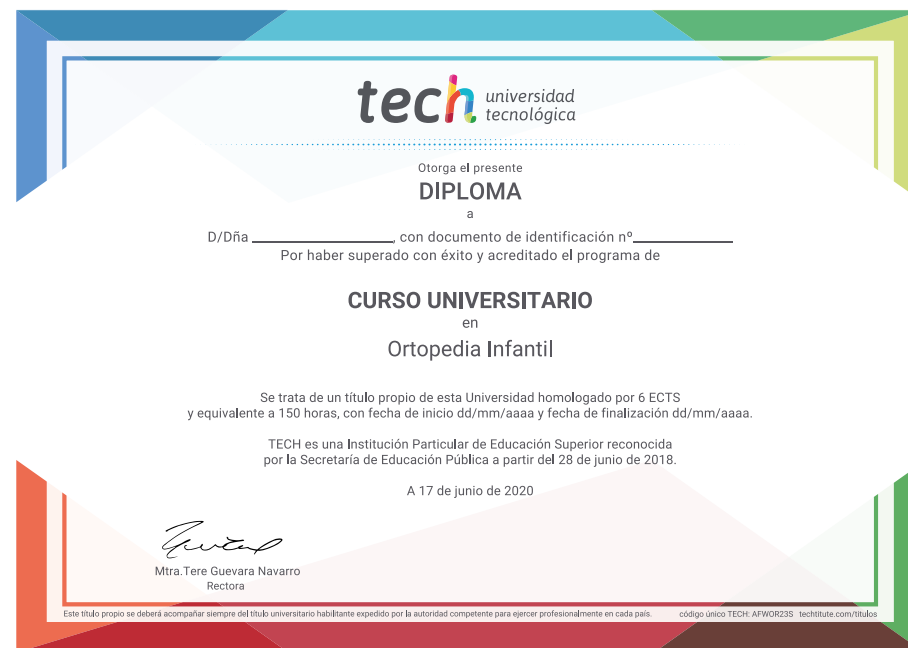 tech universidad
tecnológica
Otorga el presente
DIPLOMA
a
D/Dña ____________________, con documento de identificación nº______________
Por haber superado con éxito y acreditado el programa de
CURSO UNIVERSITARIO
en
Ortopedia Infantil
Se trata de un título propio de esta Universidad homologado por 6 ECTS
y equivalente a 150 horas, con fecha de inicio dd/mm/aaaa y fecha de finalización dd/mm/aaaa.
TECH es una Institución Particular de Educación Superior reconocida
por la Secretaría de Educación Pública a partir del 28 de junio de 2018.
A 17 de junio de 2020
Mtra.Tere Guevara Navarro
Rectora
Este título propio se deberá acompañar siempre del título universitario habilitante expedido por la autoridad competente para ejercer profesionalmente en cada país. código único TECH: AFWOR23S techtitute.com/titulos